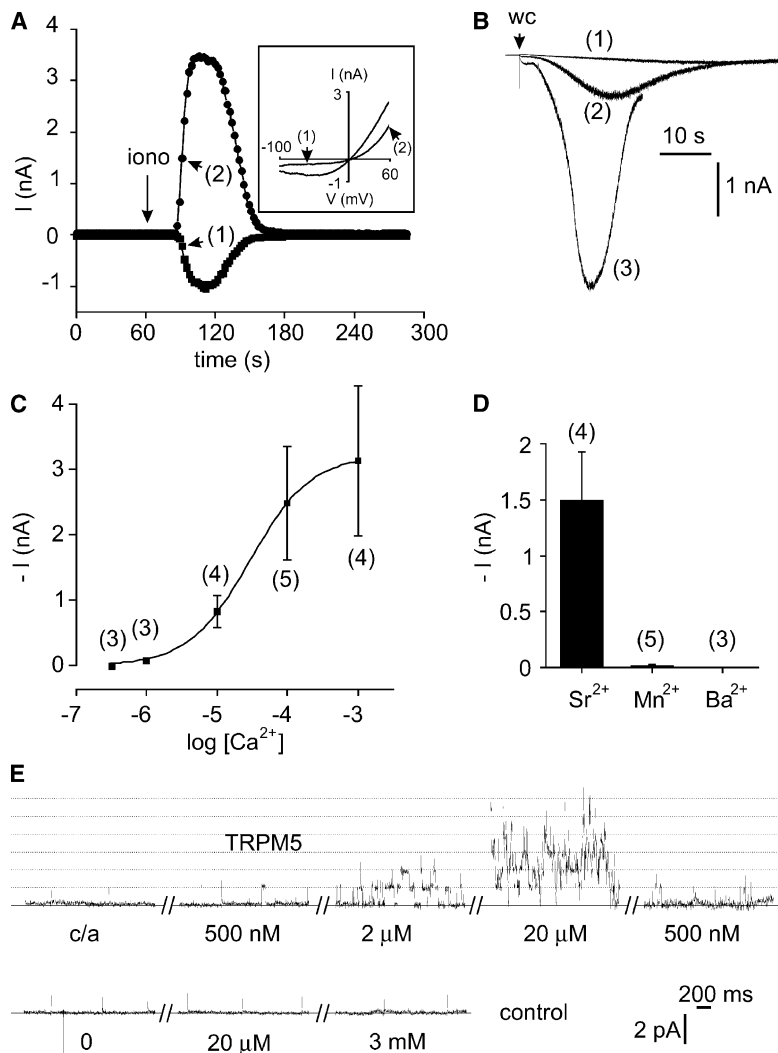 A
4
3
2
1
0
-1
I (nA)
iono
(2)
(1)
0
60
120
180
240
300
time (s)
I (nA)
3
-100
(1)
(2)
60
-1
V (mV)
B
wc
(1)
(2)
(3)
10 s
1 nA
C
4
3
2
1
0
- I (nA)
(3)
(3)
(4)
(5)
(4)
-7
-6
-5
-4
-3
log [Ca²⁺]
D
2
1.5
1
0.5
0
- I (nA)
(4)
(5)
(3)
Sr²⁺
Mn²⁺
Ba²⁺
E
TRPM5
c/a
500 nM
2 μM
20 μM
500 nM
0
20 μM
3 mM
control
200 ms
2 pA